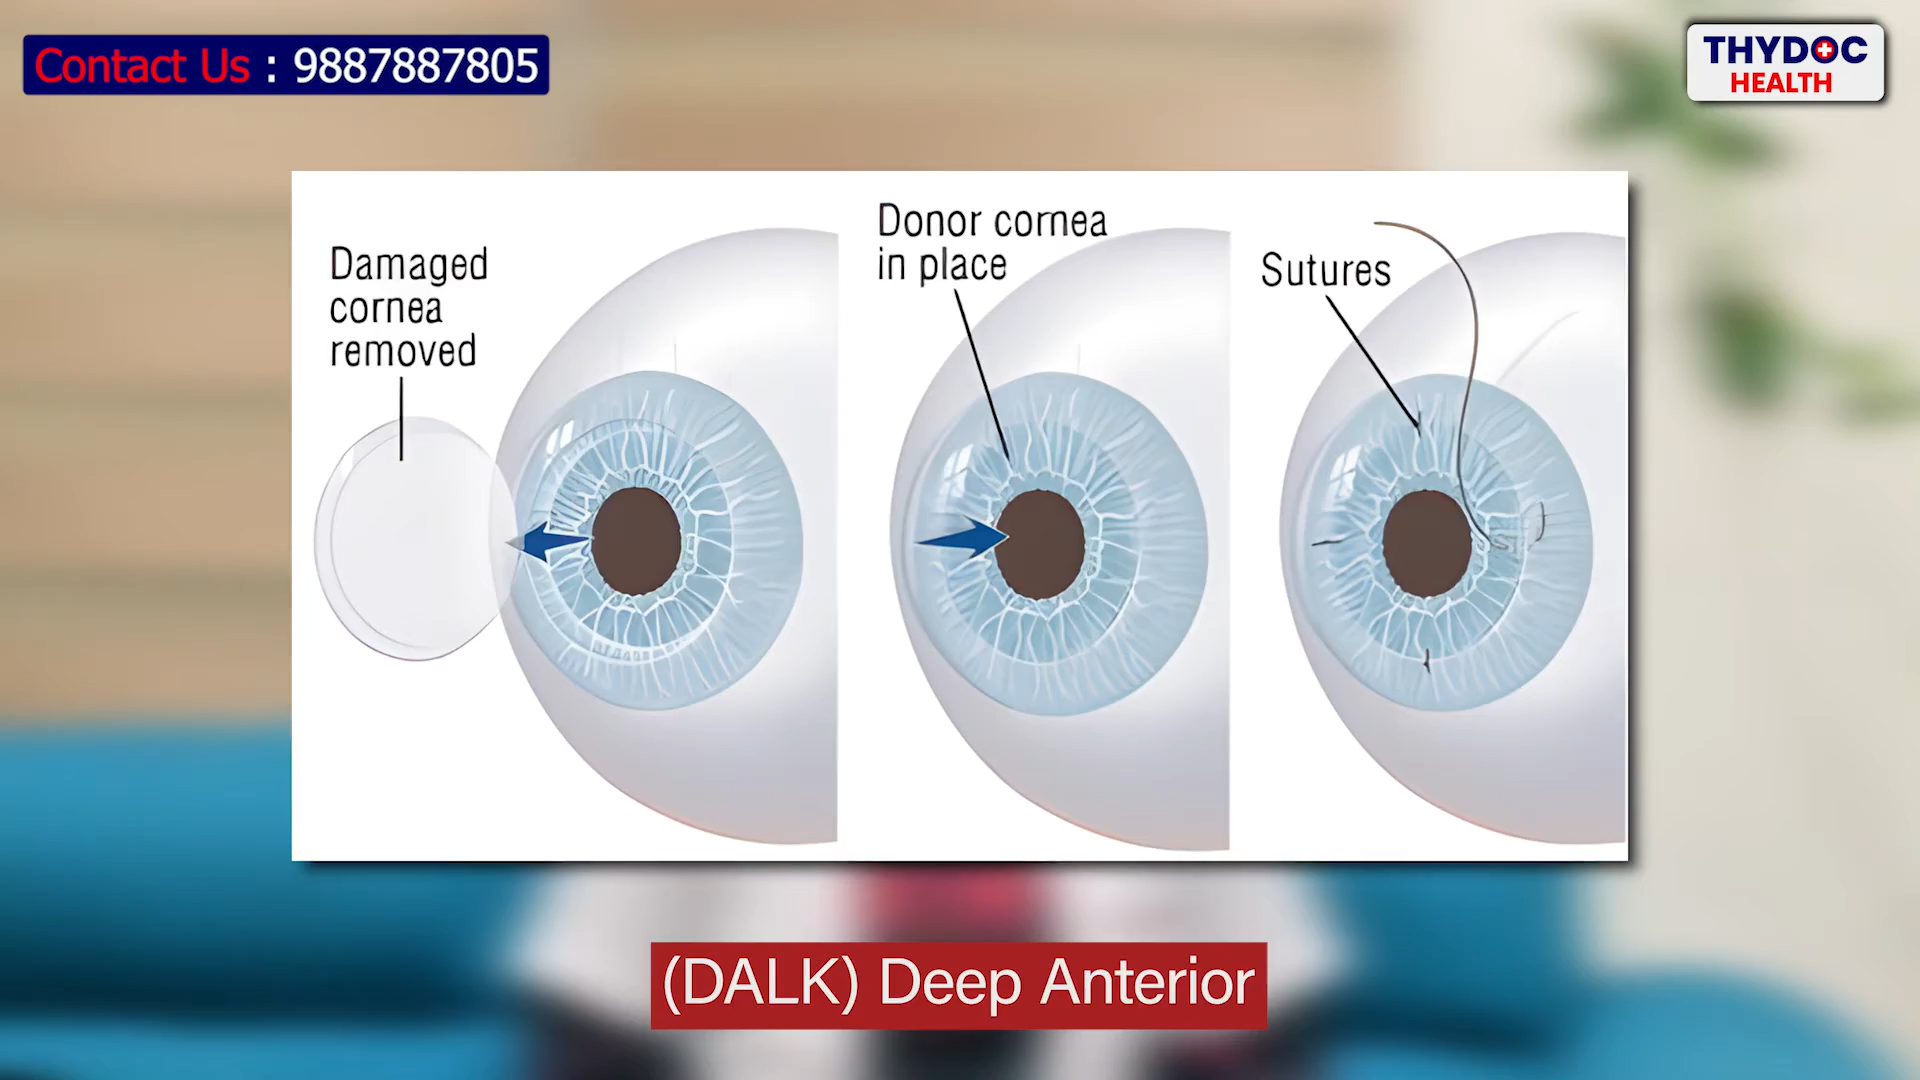 Contact Us : 9887887805
THYDOC
HEALTH
Damaged
cornea
removed
Donor cornea
in place
Sutures
(DALK) Deep Anterior